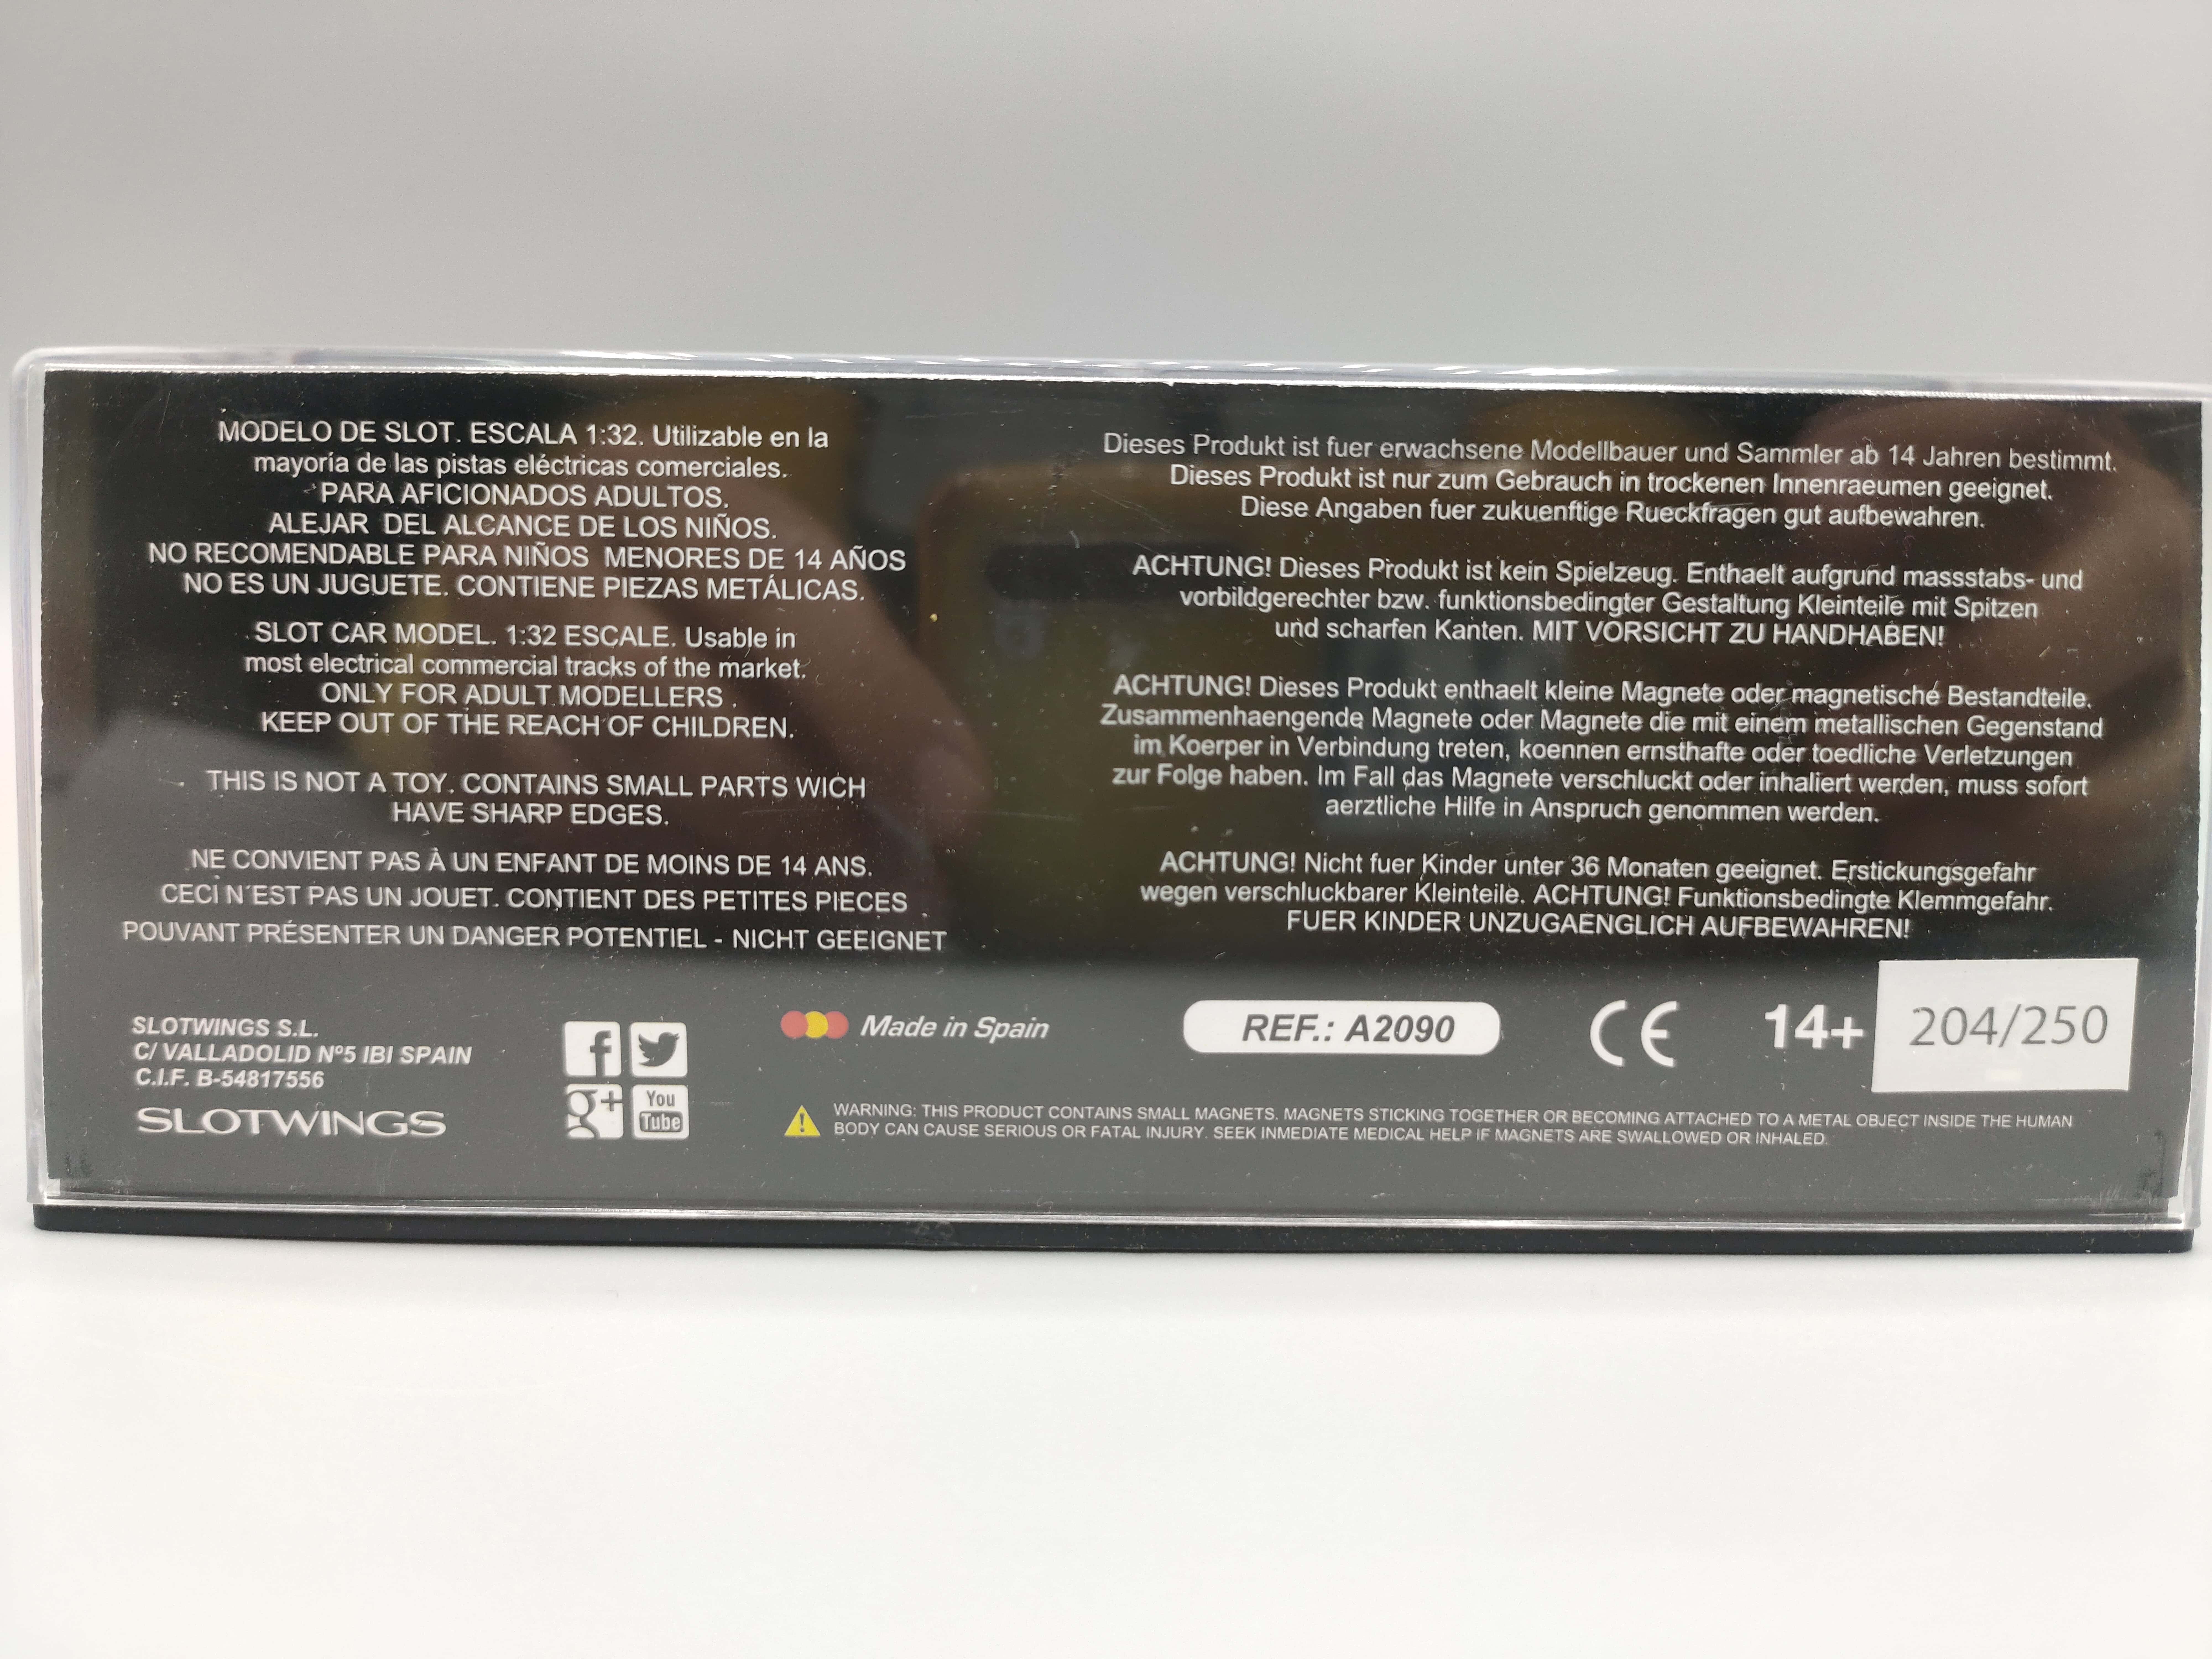 MODELO DE SLOT. ESCALA 1:32. Utilizable en la
mayoría de las pistas eléctricas comerciales.
PARA AFICIONADOS ADULTOS.
ALEJAR DEL ALCANCE DE LOS NIÑOS.
NO RECOMENDABLE PARA NIÑOS MENORES DE 14 AÑOS
NO ES UN JUGUETE. CONTIENE PIEZAS METÁLICAS.
SLOT CAR MODEL. 1:32 ESCALE. Usable in
most electrical commercial tracks of the market.
ONLY FOR ADULT MODELLERS .
KEEP OUT OF THE REACH OF CHILDREN.
THIS IS NOT A TOY. CONTAINS SMALL PARTS WICH
HAVE SHARP EDGES.
NE CONVIENT PAS À UN ENFANT DE MOINS DE 14 ANS.
CECI N´EST PAS UN JOUET. CONTIENT DES PETITES PIECES
POUVANT PRÉSENTER UN DANGER POTENTIEL - NICHT GEEIGNET
Dieses Produkt ist fuer erwachsene Modellbauer und Sammler ab 14 Jahren bestimmt.
Dieses Produkt ist nur zum Gebrauch in trockenen Innenraeumen geeignet.
Diese Angaben fuer zukuenftige Rueckfragen gut aufbewahren.
ACHTUNG! Dieses Produkt ist kein Spielzeug. Enthaelt aufgrund massstabs- und
vorbildgerechter bzw. funktionsbedingter Gestaltung Kleinteile mit Spitzen
und scharfen Kanten. MIT VORSICHT ZU HANDHABEN!
ACHTUNG! Dieses Produkt enthaelt kleine Magnete oder magnetische Bestandteile.
Zusammenhaengende Magnete oder Magnete die mit einem metallischen Gegenstand
im Koerper in Verbindung treten, koennen ernsthafte oder toedliche Verletzungen
zur Folge haben. Im Fall das Magnete verschluckt oder inhaliert werden, muss sofort
aerztliche Hilfe in Anspruch genommen werden.
ACHTUNG! Nicht fuer Kinder unter 36 Monaten geeignet. Erstickungsgefahr
wegen verschluckbarer Kleinteile. ACHTUNG! Funktionsbedingte Klemmgefahr.
FUER KINDER UNZUGAENGLICH AUFBEWAHREN!
SLOTWINGS S.L.
C/ VALLADOLID Nº5 IBI SPAIN
C.I.F. B-54817556
SLOTWINGS
f
g+
You
Tube
Made in Spain
REF.: A2090
CE
14+
204/250
WARNING: THIS PRODUCT CONTAINS SMALL MAGNETS. MAGNETS STICKING TOGETHER OR BECOMING ATTACHED TO A METAL OBJECT INSIDE THE HUMAN
BODY CAN CAUSE SERIOUS OR FATAL INJURY. SEEK INMEDIATE MEDICAL HELP IF MAGNETS ARE SWALLOWED OR INHALED.